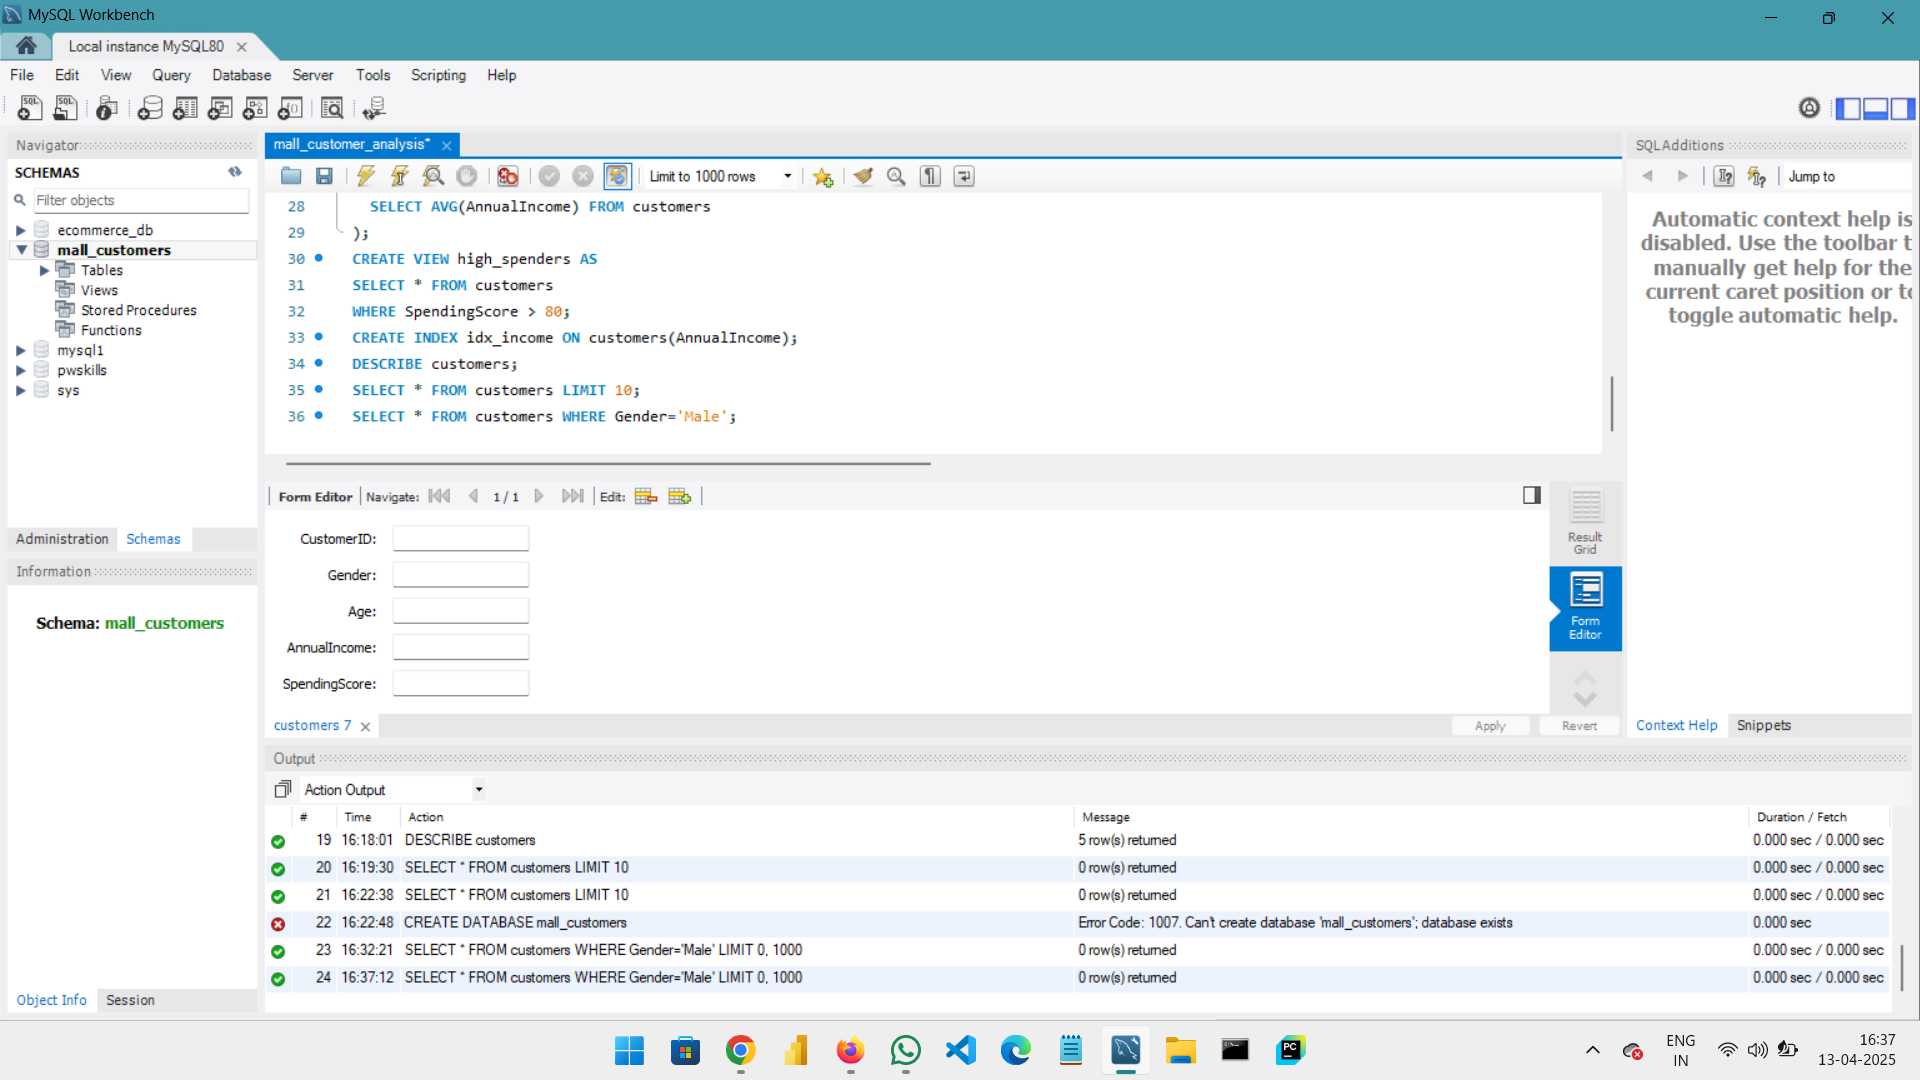 MySQL Workbench
Local instance MySQL80
File Edit View Query Database Server Tools Scripting Help
Navigator
SCHEMAS
Filter objects
ecommerce_db
mall_customers
Tables
Views
Stored Procedures
Functions
mysql1
pwskills
sys
Administration Schemas
Information
Schema: mall_customers
Object Info Session
mall_customer_analysis*
Limit to 1000 rows
28 SELECT AVG(AnnualIncome) FROM customers
29 );
30 CREATE VIEW high_spenders AS
31 SELECT * FROM customers
32 WHERE SpendingScore > 80;
33 CREATE INDEX idx_income ON customers(AnnualIncome);
34 DESCRIBE customers;
35 SELECT * FROM customers LIMIT 10;
36 SELECT * FROM customers WHERE Gender='Male';
Form Editor Navigate: 1 / 1 Edit:
CustomerID:
Gender:
Age:
AnnualIncome:
SpendingScore:
Result
Grid
Form
Editor
customers 7
Apply Revert
SQLAdditions
Jump to
Automatic context help is
disabled. Use the toolbar t
manually get help for the
current caret position or to
toggle automatic help.
Context Help Snippets
Output
Action Output
# Time Action Message Duration / Fetch
19 16:18:01 DESCRIBE customers 5 row(s) returned 0.000 sec / 0.000 sec
20 16:19:30 SELECT * FROM customers LIMIT 10 0 row(s) returned 0.000 sec / 0.000 sec
21 16:22:38 SELECT * FROM customers LIMIT 10 0 row(s) returned 0.000 sec / 0.000 sec
22 16:22:48 CREATE DATABASE mall_customers Error Code: 1007. Can't create database 'mall_customers'; database exists 0.000 sec
23 16:32:21 SELECT * FROM customers WHERE Gender='Male' LIMIT 0, 1000 0 row(s) returned 0.000 sec / 0.000 sec
24 16:37:12 SELECT * FROM customers WHERE Gender='Male' LIMIT 0, 1000 0 row(s) returned 0.000 sec / 0.000 sec
ENG
IN
16:37
13-04-2025